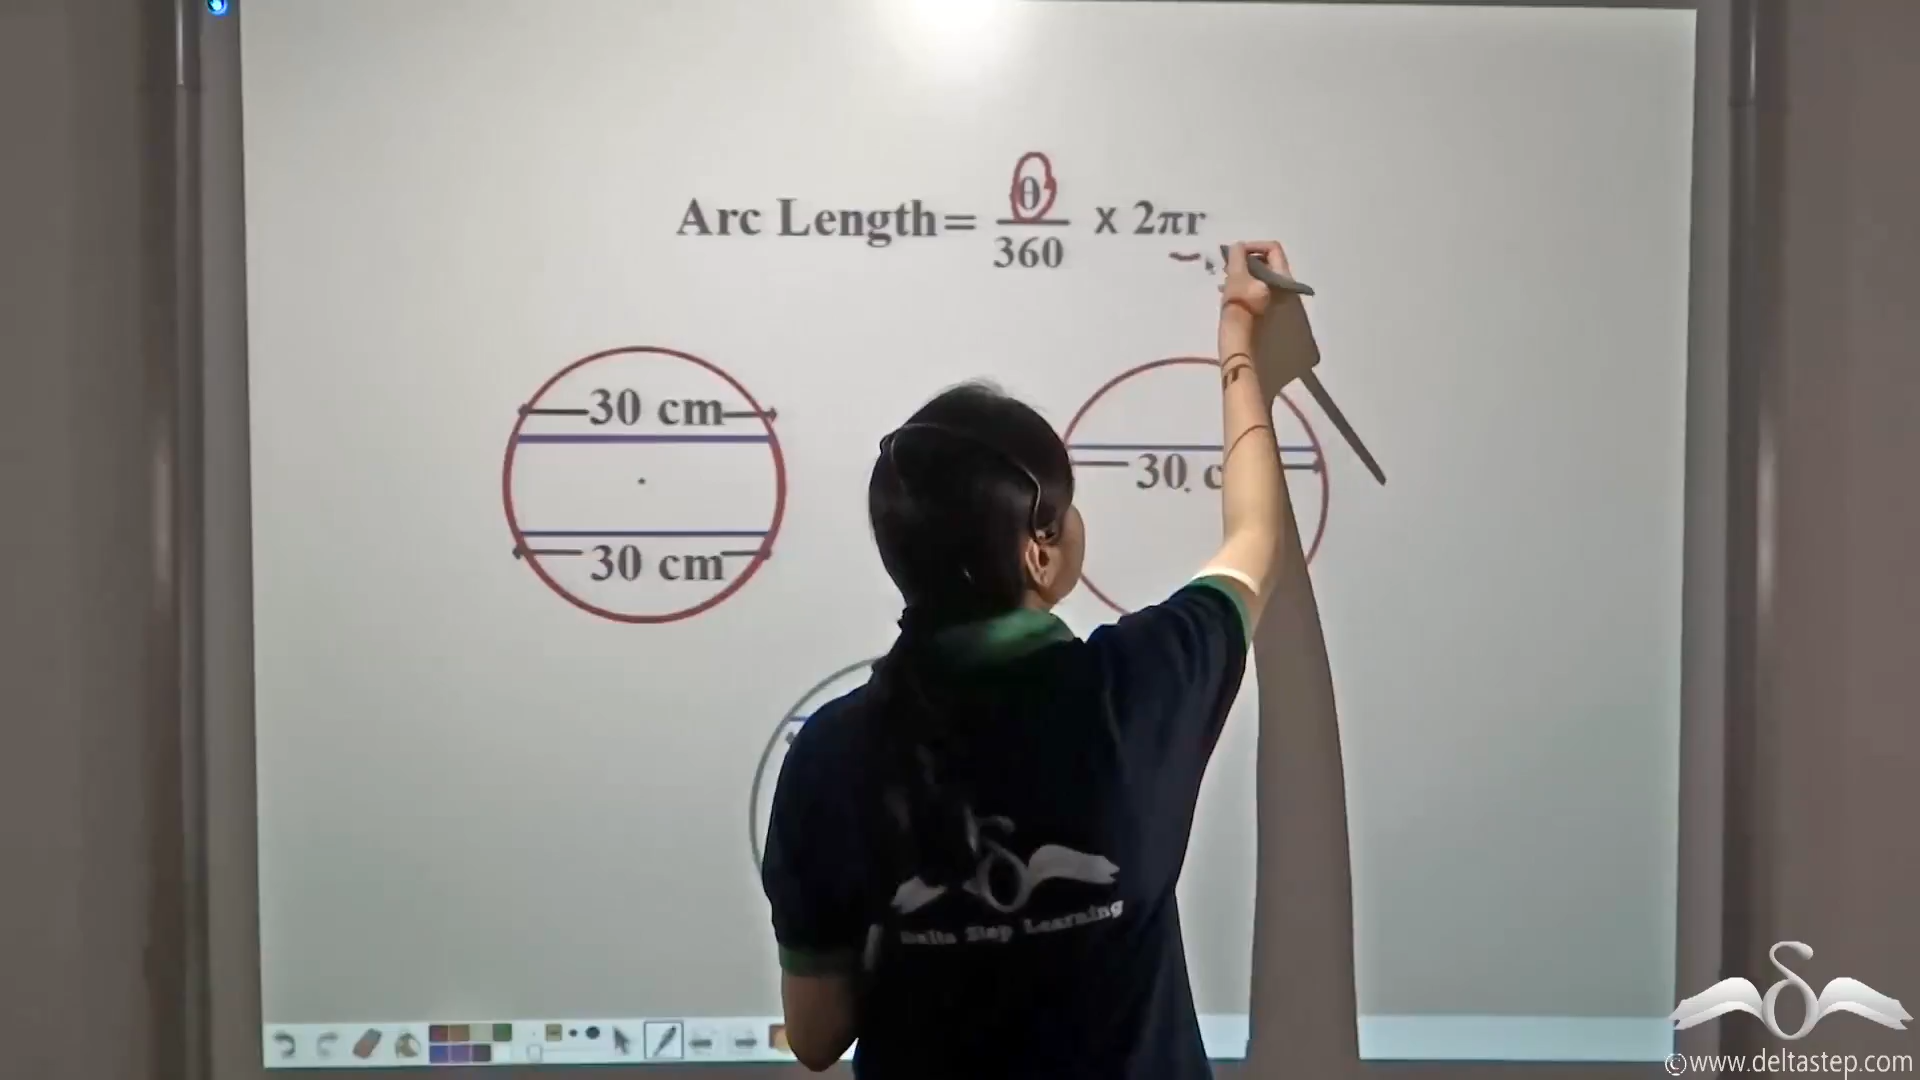 Arc Length= θ/360 x 2πr
30 cm
30 c
30 cm
Delta Step Learning
©www.deltastep.com